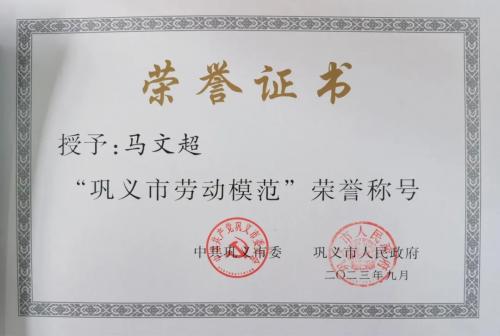 荣誉证书
授予:马文超
“巩义市劳动模范”荣誉称号
中共巩义市委 巩义市人民政府
二〇二三年九月